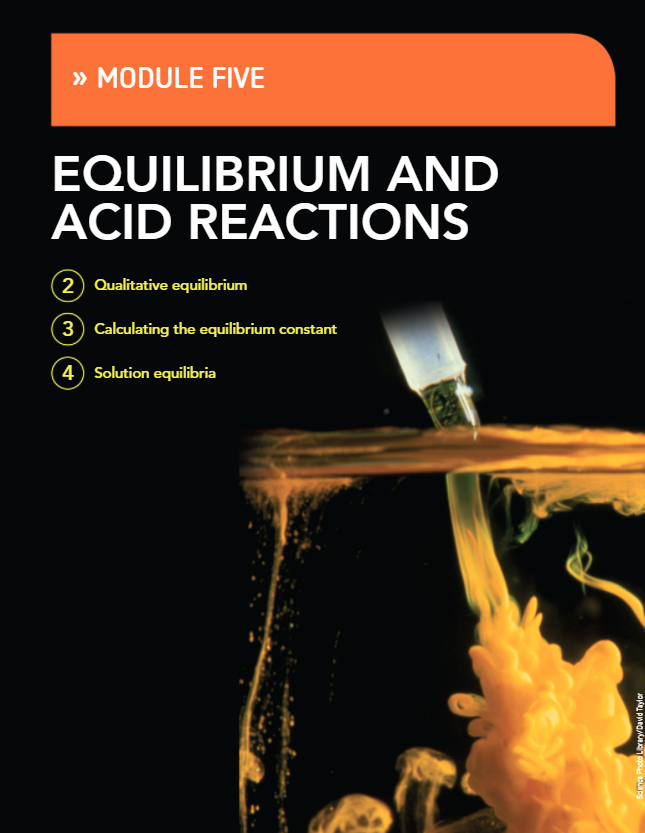 » MODULE FIVE
EQUILIBRIUM AND
ACID REACTIONS
2 Qualitative equilibrium
3 Calculating the equilibrium constant
4 Solution equilibria
Science Photo Library/David Taylor